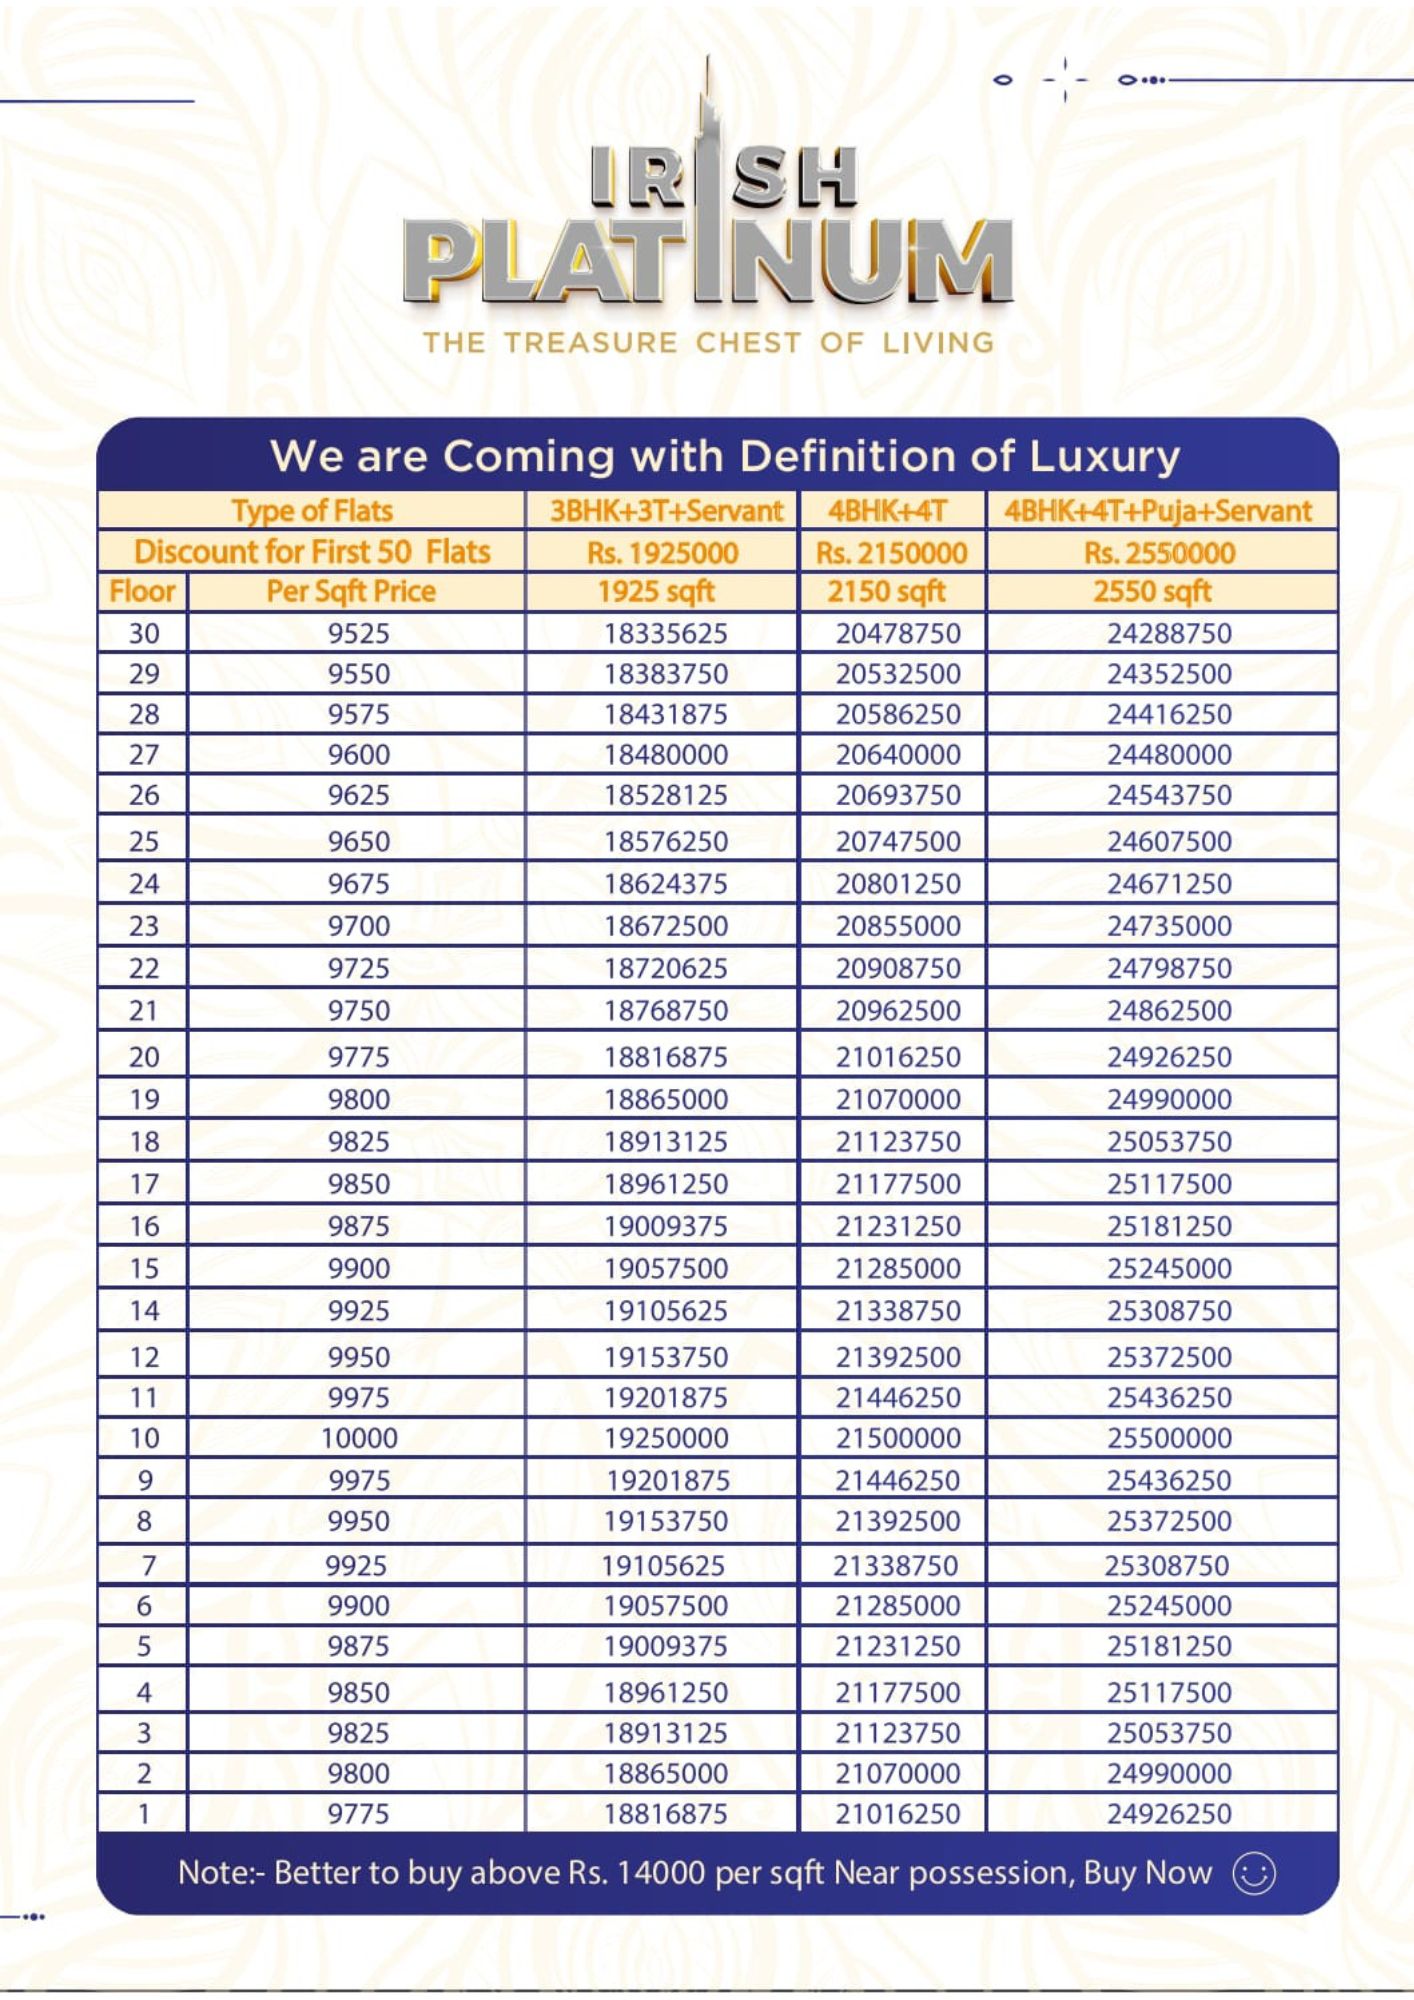 IRISH
PLATINUM
THE TREASURE CHEST OF LIVING
We are Coming with Definition of Luxury
Type of Flats 3BHK+3T+Servant 4BHK+4T 4BHK+4T+Puja+Servant
Discount for First 50 Flats Rs. 1925000 Rs. 2150000 Rs. 2550000
Floor Per Sqft Price 1925 sqft 2150 sqft 2550 sqft
30 9525 18335625 20478750 24288750
29 9550 18383750 20532500 24352500
28 9575 18431875 20586250 24416250
27 9600 18480000 20640000 24480000
26 9625 18528125 20693750 24543750
25 9650 18576250 20747500 24607500
24 9675 18624375 20801250 24671250
23 9700 18672500 20855000 24735000
22 9725 18720625 20908750 24798750
21 9750 18768750 20962500 24862500
20 9775 18816875 21016250 24926250
19 9800 18865000 21070000 24990000
18 9825 18913125 21123750 25053750
17 9850 18961250 21177500 25117500
16 9875 19009375 21231250 25181250
15 9900 19057500 21285000 25245000
14 9925 19105625 21338750 25308750
12 9950 19153750 21392500 25372500
11 9975 19201875 21446250 25436250
10 10000 19250000 21500000 25500000
9 9975 19201875 21446250 25436250
8 9950 19153750 21392500 25372500
7 9925 19105625 21338750 25308750
6 9900 19057500 21285000 25245000
5 9875 19009375 21231250 25181250
4 9850 18961250 21177500 25117500
3 9825 18913125 21123750 25053750
2 9800 18865000 21070000 24990000
1 9775 18816875 21016250 24926250
Note:- Better to buy above Rs. 14000 per sqft Near possession, Buy Now